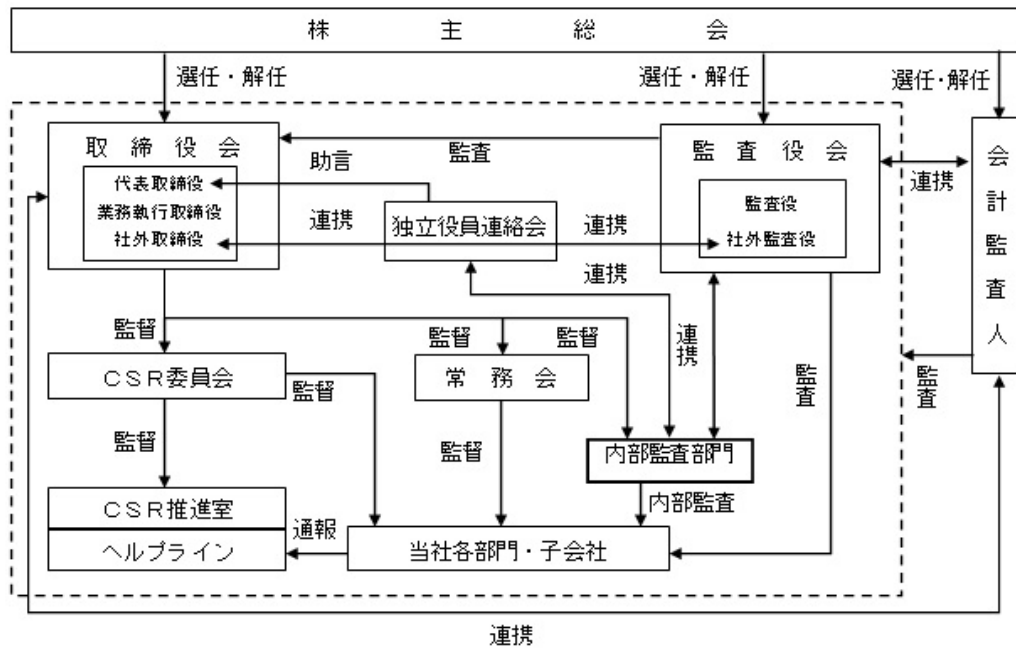 株主総会
選任・解任
選任・解任
選任・解任
取締役会
代表取締役
業務執行取締役
社外取締役
監査
助言
監査役会
監査役
社外監査役
連携
会計監査人
連携
独立役員連絡会
連携
連携
監督
監督
監督
連携
監査
監査
CSR委員会
監督
常務会
監督
監督
内部監査部門
内部監査
CSR推進室
ヘルプライン
通報
当社各部門・子会社
連携